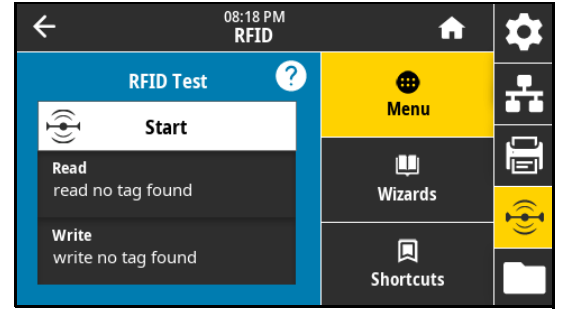 08:18 PM
RFID
RFID Test
?
Start
Read
read no tag found
Write
write no tag found
Menu
Wizards
Shortcuts